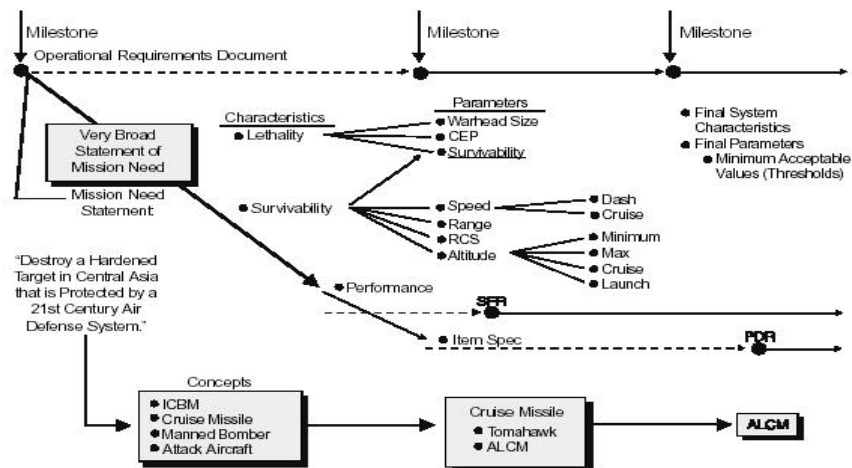 Milestone
Milestone
Milestone
Operational Requirements Document
Very Broad
Statement of
Mission Need
Mission Need
Statement:
Characteristics
Lethality
Survivability
Parameters
Warhead Size
CEP
Survivability
Speed
Range
RCS
Altitude
Dash
Cruise
Minimum
Max
Cruise
Launch
Final System
Characteristics
Final Parameters
Minimum Acceptable
Values (Thresholds)
“Destroy a Hardened
Target in Central Asia
that is Protected by a
21st Century Air
Defense System.”
Performance
SFR
Item Spec
PDR
Concepts
ICBM
Cruise Missile
Manned Bomber
Attack Aircraft
Cruise Missile
Tomahawk
ALCM
ALCM